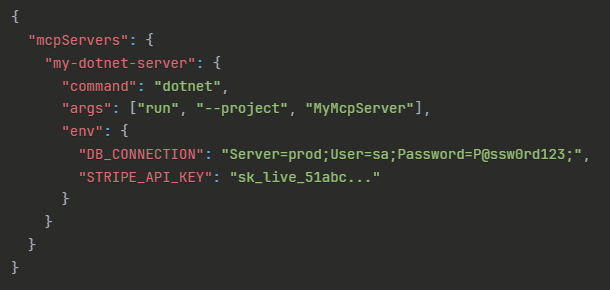 {
  "mcpServers": {
    "my-dotnet-server": {
      "command": "dotnet",
      "args": ["run", "--project", "MyMcpServer"],
      "env": {
        "DB_CONNECTION": "Server=prod;User=sa;Password=P@ssw0rd123;",
        "STRIPE_API_KEY": "sk_live_51abc..."
      }
    }
  }
}